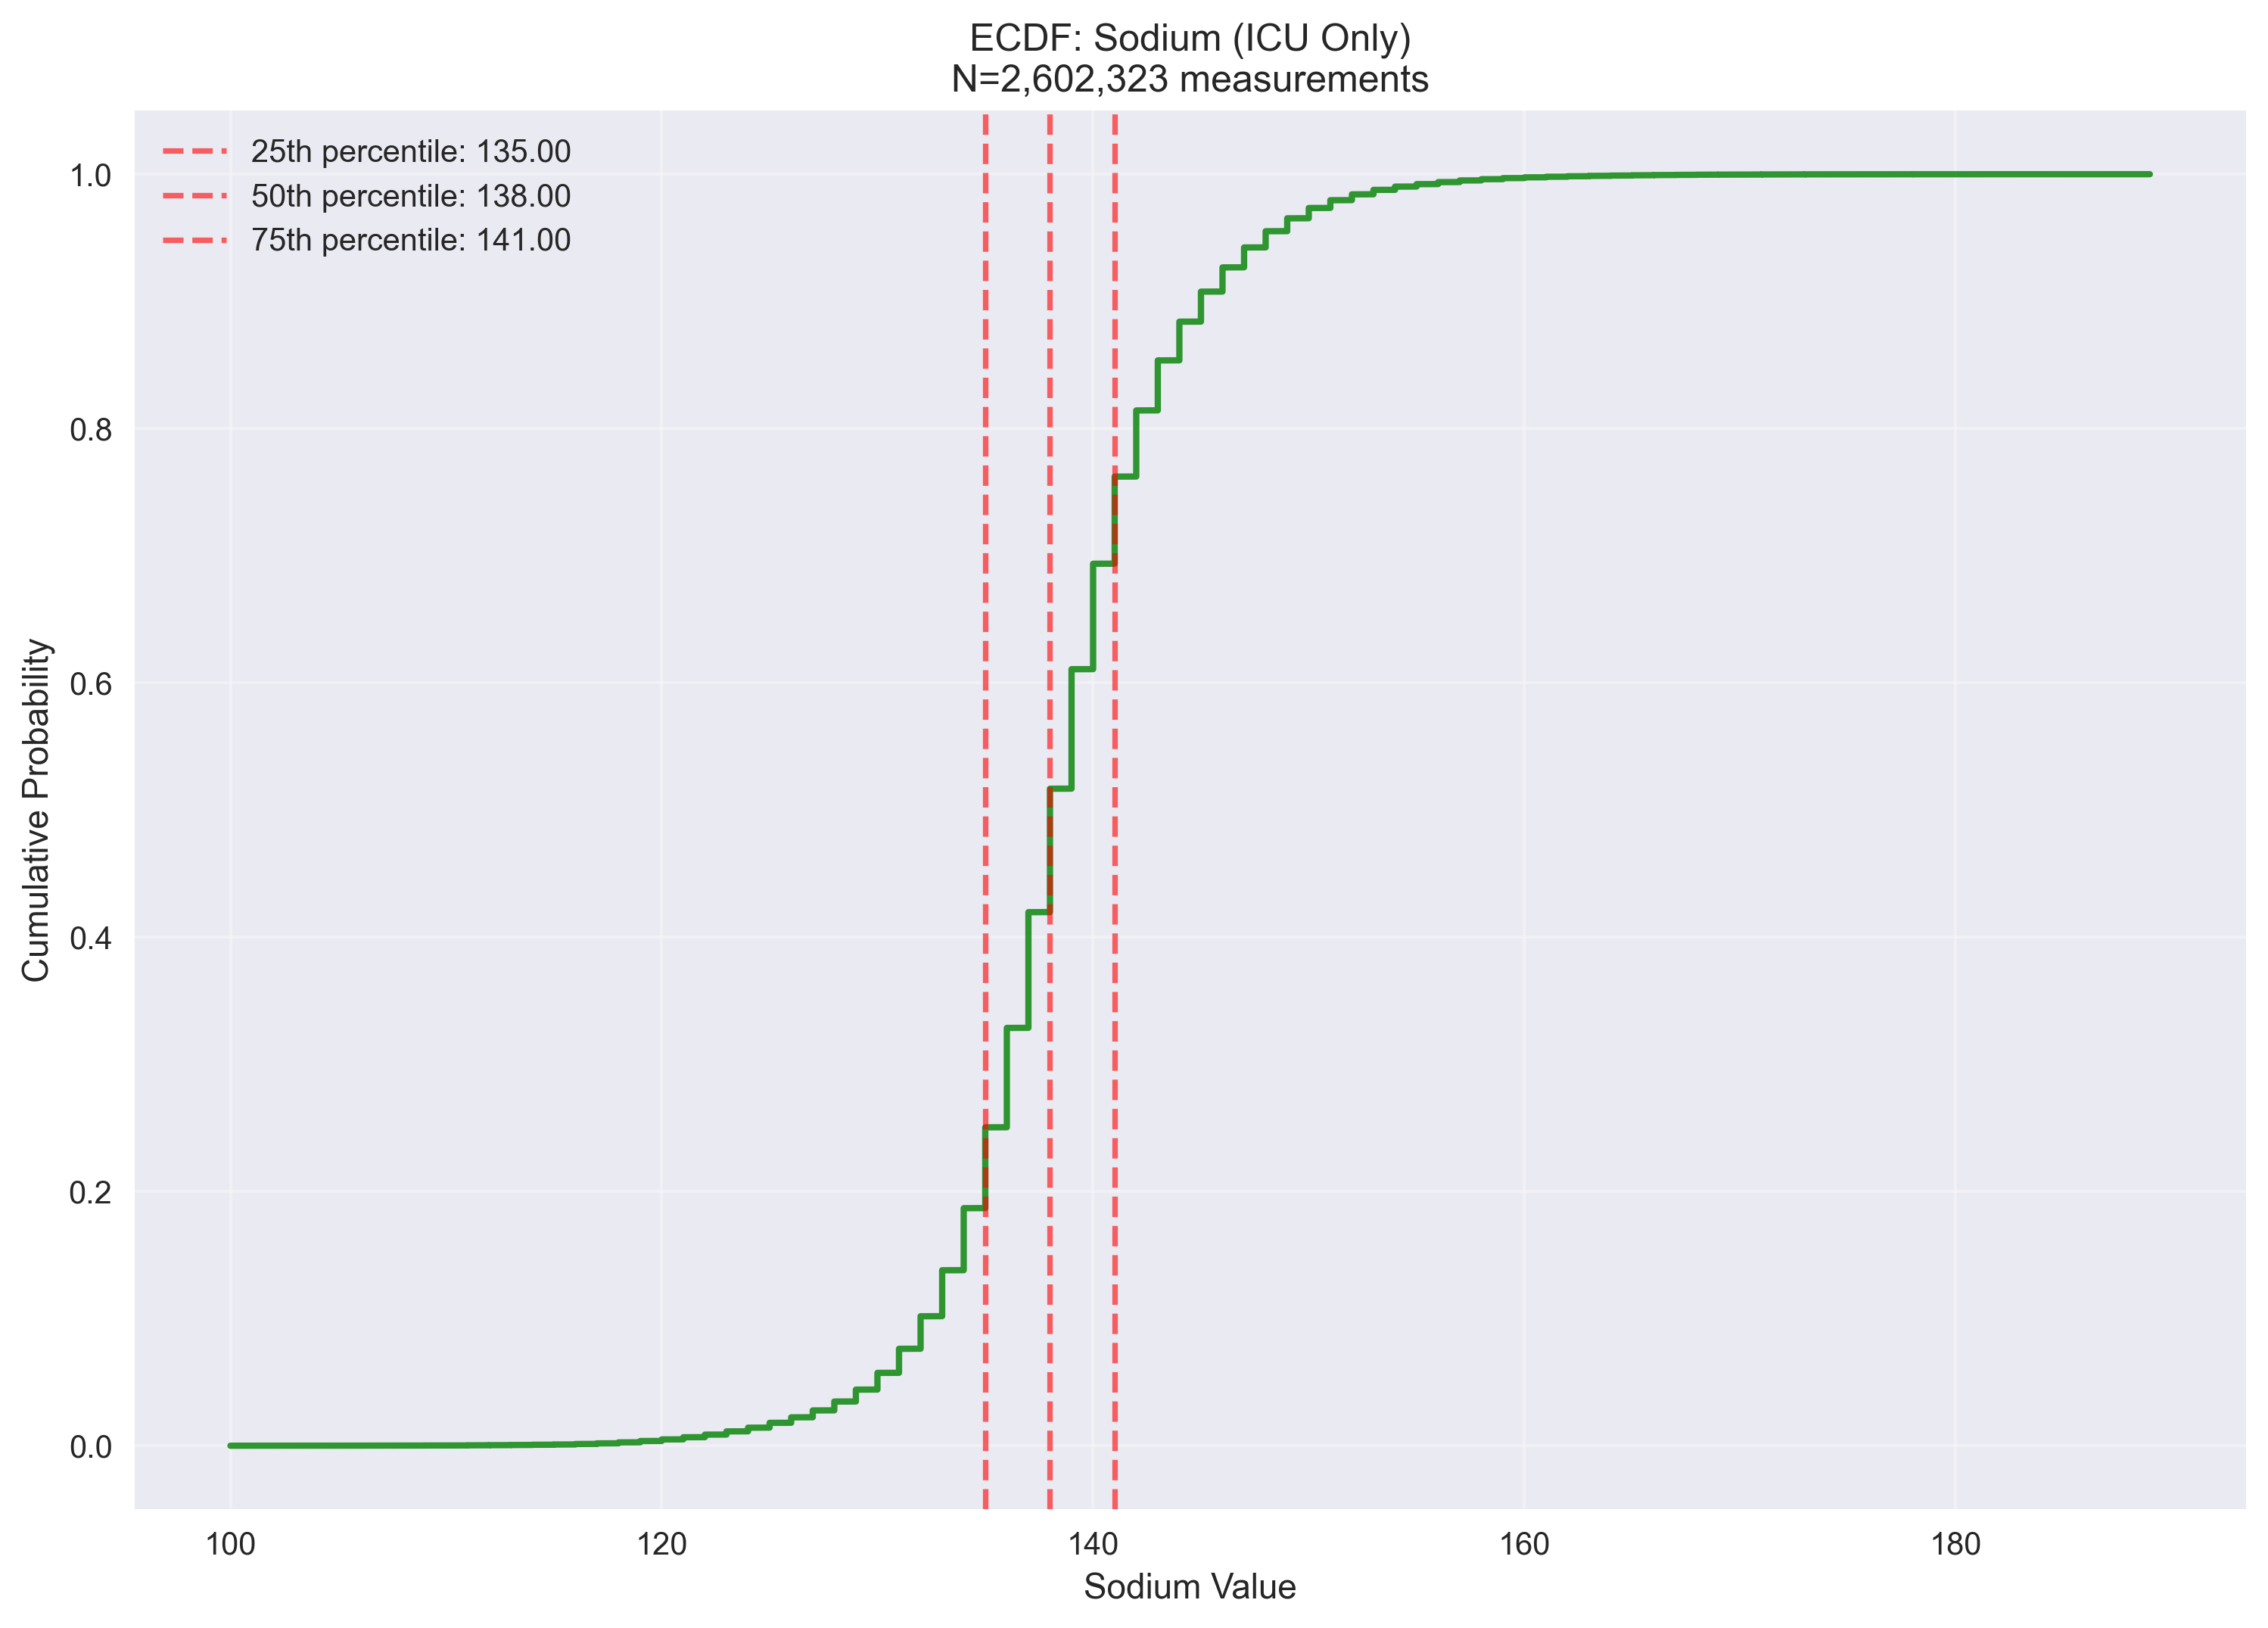 ECDF: Sodium (ICU Only)
N=2,602,323 measurements
25th percentile: 135.00
50th percentile: 138.00
75th percentile: 141.00
1.0
0.8
0.6
0.4
0.2
0.0
Cumulative Probability
100 120 140 160 180
Sodium Value